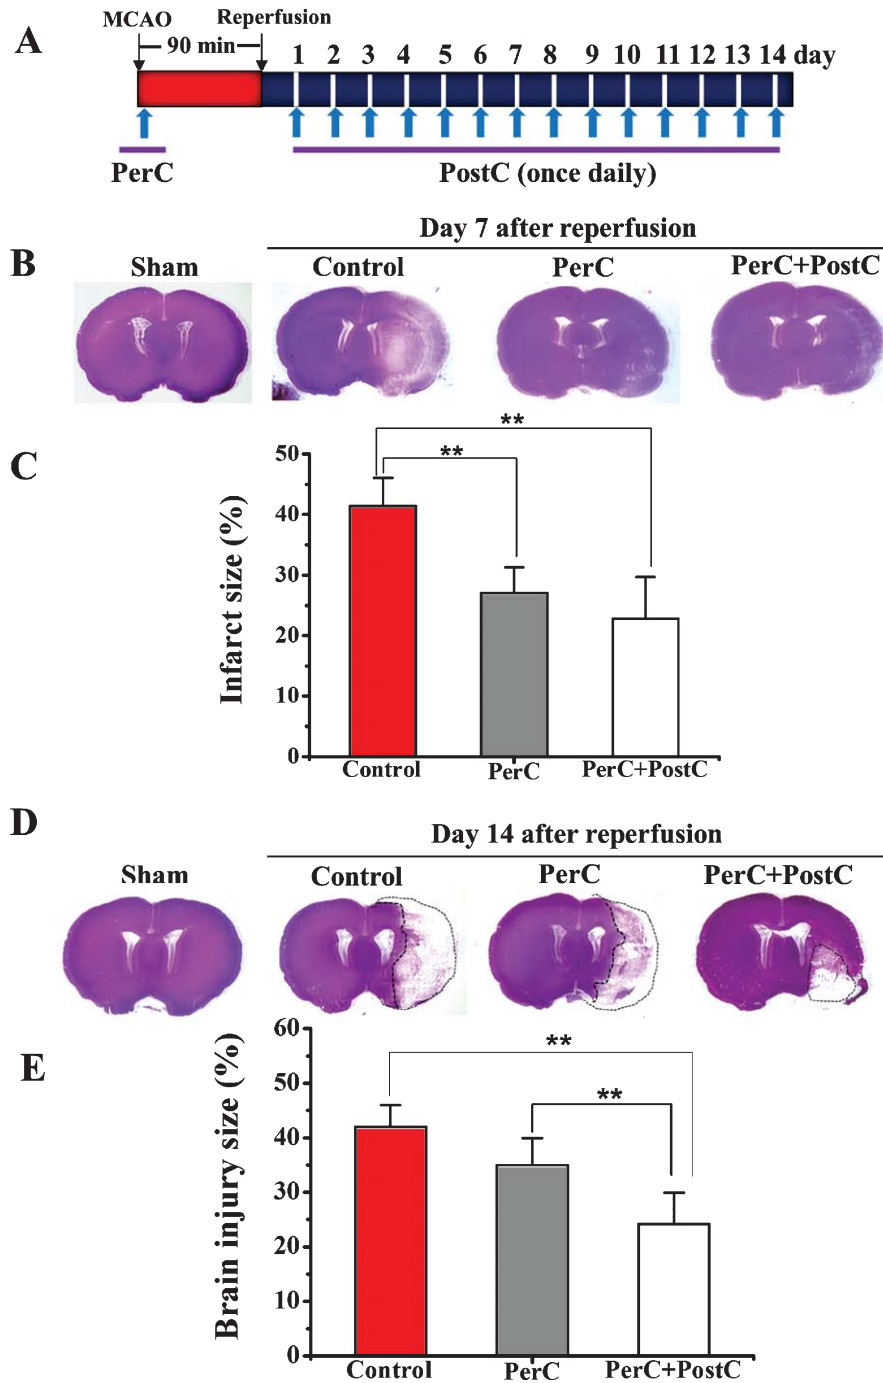 A
MCAO
Reperfusion
90 min
1 2 3 4 5 6 7 8 9 10 11 12 13 14 day
PerC
PostC (once daily)
Day 7 after reperfusion
B
Sham
Control
PerC
PerC+PostC
C
**
**
Infarct size (%)
50
40
30
20
10
0
Control
PerC
PerC+PostC
D
Day 14 after reperfusion
Sham
Control
PerC
PerC+PostC
E
**
**
Brain injury size (%)
60
50
40
30
20
10
0
Control
PerC
PerC+PostC